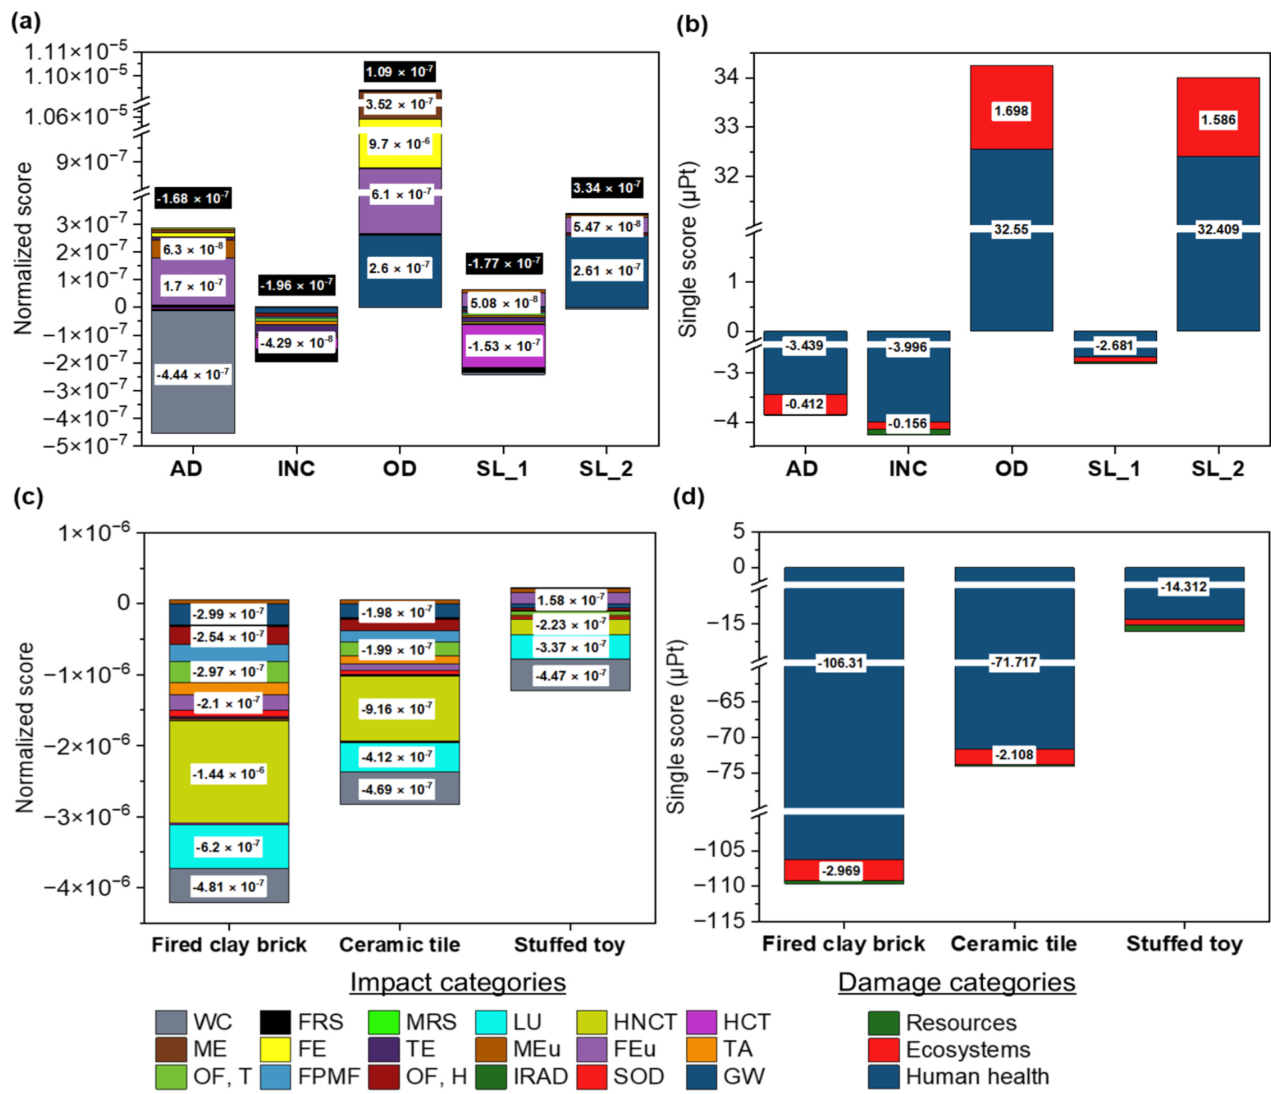 (a)
Normalized score
1.11×10⁻⁵
1.10×10⁻⁵
1.06×10⁻⁵
9×10⁻⁷
3×10⁻⁷
2×10⁻⁷
1×10⁻⁷
0
−1×10⁻⁷
−2×10⁻⁷
−3×10⁻⁷
−4×10⁻⁷
−5×10⁻⁷
-1.68 × 10⁻⁷
6.3 × 10⁻⁸
1.7 × 10⁻⁷
-4.44 × 10⁻⁷
-1.96 × 10⁻⁷
-4.29 × 10⁻⁸
1.09 × 10⁻⁷
3.52 × 10⁻⁷
9.7 × 10⁻⁶
6.1 × 10⁻⁷
2.6 × 10⁻⁷
-1.77 × 10⁻⁷
5.08 × 10⁻⁸
-1.53 × 10⁻⁷
3.34 × 10⁻⁷
5.47 × 10⁻⁸
2.61 × 10⁻⁷
AD INC OD SL_1 SL_2
(b)
Single score (µPt)
34
33
32
1
0
−3
−4
-3.439
-0.412
-3.996
-0.156
1.698
32.55
-2.681
1.586
32.409
AD INC OD SL_1 SL_2
(c)
Normalized score
1×10⁻⁶
0
−1×10⁻⁶
−2×10⁻⁶
−3×10⁻⁶
−4×10⁻⁶
-2.99 × 10⁻⁷
-2.54 × 10⁻⁷
-2.97 × 10⁻⁷
-2.1 × 10⁻⁷
-1.44 × 10⁻⁶
-6.2 × 10⁻⁷
-4.81 × 10⁻⁷
-1.98 × 10⁻⁷
-1.99 × 10⁻⁷
-9.16 × 10⁻⁷
-4.12 × 10⁻⁷
-4.69 × 10⁻⁷
1.58 × 10⁻⁷
-2.23 × 10⁻⁷
-3.37 × 10⁻⁷
-4.47 × 10⁻⁷
Fired clay brick Ceramic tile Stuffed toy
(d)
Single score (µPt)
5
0
−15
−65
−70
−75
−105
−110
−115
-106.31
-2.969
-71.717
-2.108
-14.312
Fired clay brick Ceramic tile Stuffed toy
Impact categories
WC FRS MRS LU HNCT HCT
ME FE TE MEu FEu TA
OF, T FPMF OF, H IRAD SOD GW
Damage categories
Resources
Ecosystems
Human health